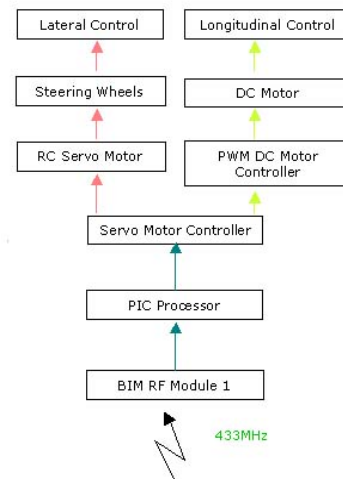 Lateral Control
Longitudinal Control
Steering Wheels
DC Motor
RC Servo Motor
PWM DC Motor
Controller
Servo Motor Controller
PIC Processor
BIM RF Module 1
433MHz